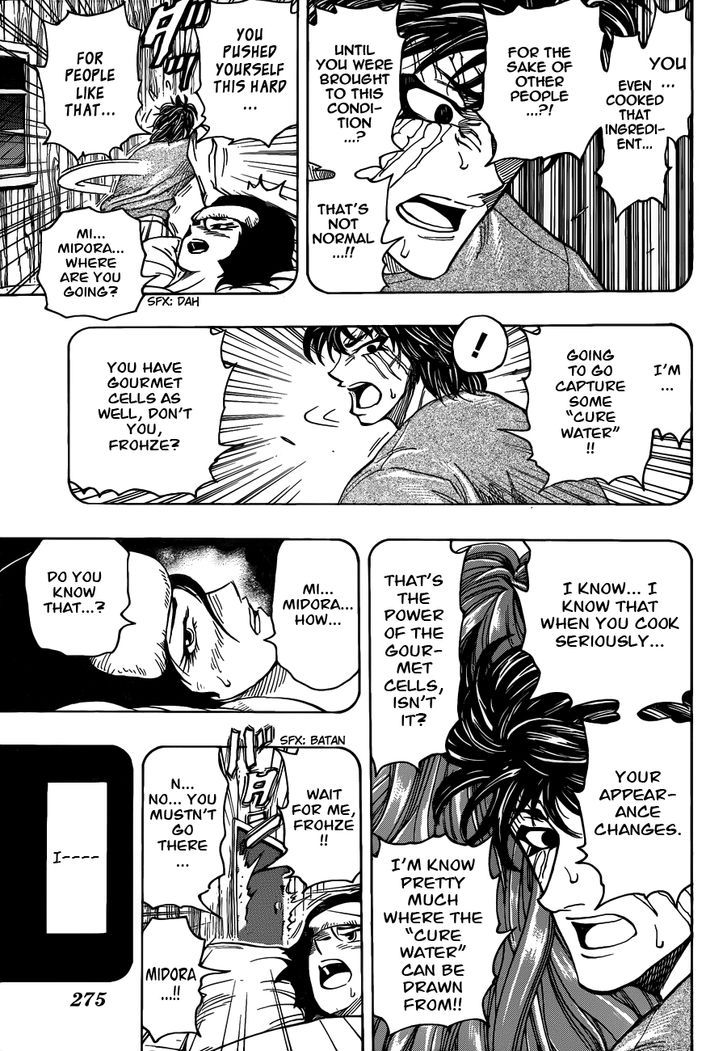 YOU
...
EVEN
COOKED
THAT
INGREDI-
ENT...
FOR THE
SAKE OF
OTHER
PEOPLE
...?!
UNTIL
YOU WERE
BROUGHT
TO THIS
CONDI-
TION
...?
THAT'S
NOT
NORMAL
...!!
YOU
PUSHED
YOURSELF
THIS HARD
...
FOR
PEOPLE
LIKE
THAT...
MI...
MIDORA...
WHERE
ARE YOU
GOING?
SFX: DAH
I'M
...
GOING
TO GO
CAPTURE
SOME
"CURE
WATER"
!!
!
YOU HAVE
GOURMET
CELLS AS
WELL, DON'T
YOU,
FROHZE?
I KNOW... I
KNOW THAT
WHEN YOU COOK
SERIOUSLY...
YOUR
APPEAR-
ANCE
CHANGES.
THAT'S
THE
POWER
OF THE
GOUR-
MET
CELLS,
ISN'T
IT?
I'M KNOW
PRETTY
MUCH
WHERE THE
"CURE
WATER"
CAN BE
DRAWN
FROM!!
MI...
MIDORA...
HOW...
DO YOU
KNOW
THAT...?
SFX: BATAN
WAIT
FOR ME,
FROHZE
!!
N...
NO... YOU
MUSTN'T
GO
THERE
...
MIDORA
...!!
I----
275